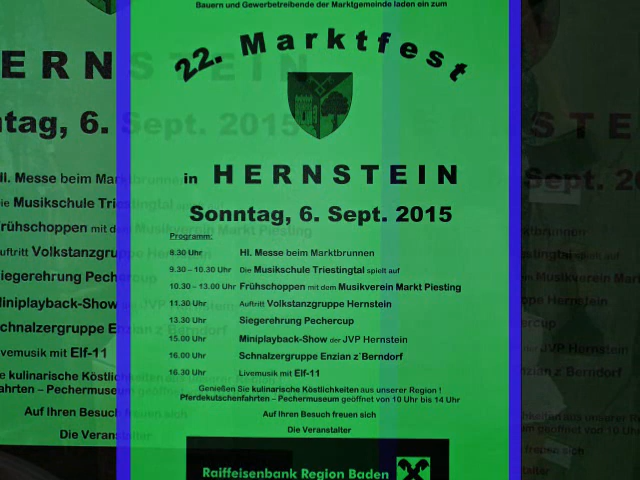 Bauern und Gewerbetreibende der Marktgemeinde laden ein zum
22. Marktfest
in HERNSTEIN
Sonntag, 6. Sept. 2015
Programm:
8.30 Uhr Hl. Messe beim Marktbrunnen
9.30 – 10.30 Uhr Die Musikschule Triestingtal spielt auf
10.30 – 13.00 Uhr Frühschoppen mit dem Musikverein Markt Piesting
11.30 Uhr Auftritt Volkstanzgruppe Hernstein
13.30 Uhr Siegerehrung Pechercup
15.00 Uhr Miniplayback-Show der JVP Hernstein
16.00 Uhr Schnalzergruppe Enzian z`Berndorf
16.30 Uhr Livemusik mit Elf-11
Genießen Sie kulinarische Köstlichkeiten aus unserer Region !
Pferdekutschenfahrten – Pechermuseum geöffnet von 10 Uhr bis 14 Uhr
Auf Ihren Besuch freuen sich
Die Veranstalter
Raiffeisenbank Region Baden